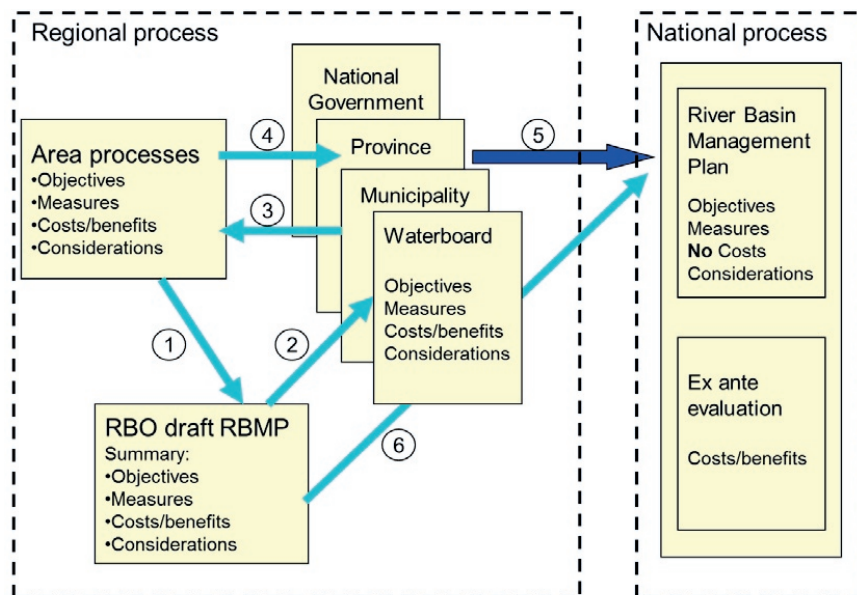 Regional process
National process
National
Government
Province
Municipality
Waterboard
Objectives
Measures
Costs/benefits
Considerations
Area processes
•Objectives
•Measures
•Costs/benefits
•Considerations
4
3
5
1
2
6
RBO draft RBMP
Summary:
•Objectives
•Measures
•Costs/benefits
•Considerations
River Basin
Management
Plan
Objectives
Measures
No Costs
Considerations
Ex ante
evaluation
Costs/benefits